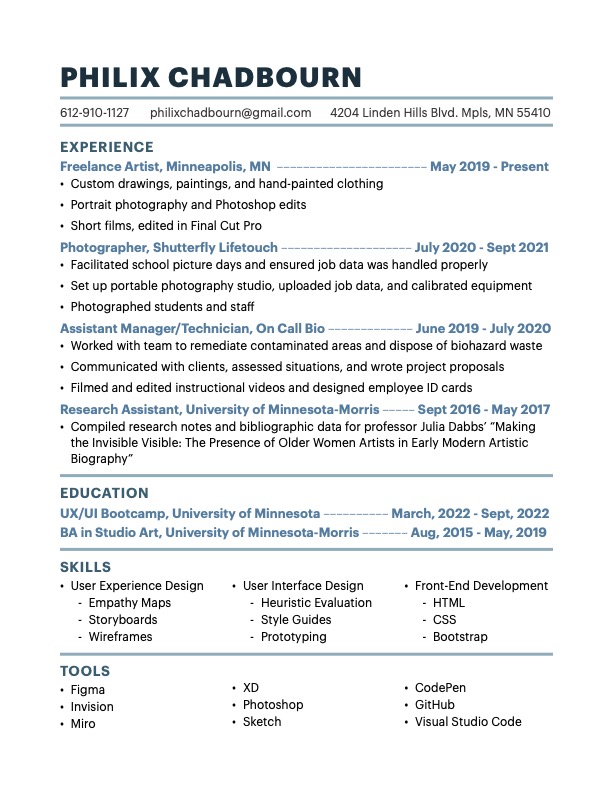 PHILIX CHADBOURN
612-910-1127 philixchadbourn@gmail.com 4204 Linden Hills Blvd. Mpls, MN 55410
EXPERIENCE
Freelance Artist, Minneapolis, MN ------------------------ May 2019 - Present
• Custom drawings, paintings, and hand-painted clothing
• Portrait photography and Photoshop edits
• Short films, edited in Final Cut Pro
Photographer, Shutterfly Lifetouch --------------------- July 2020 - Sept 2021
• Facilitated school picture days and ensured job data was handled properly
• Set up portable photography studio, uploaded job data, and calibrated equipment
• Photographed students and staff
Assistant Manager/Technician, On Call Bio ------------- June 2019 - July 2020
• Worked with team to remediate contaminated areas and dispose of biohazard waste
• Communicated with clients, assessed situations, and wrote project proposals
• Filmed and edited instructional videos and designed employee ID cards
Research Assistant, University of Minnesota-Morris ----- Sept 2016 - May 2017
• Compiled research notes and bibliographic data for professor Julia Dabbs’ “Making
the Invisible Visible: The Presence of Older Women Artists in Early Modern Artistic
Biography”
EDUCATION
UX/UI Bootcamp, University of Minnesota ---------- March, 2022 - Sept, 2022
BA in Studio Art, University of Minnesota-Morris ------- Aug, 2015 - May, 2019
SKILLS
• User Experience Design
- Empathy Maps
- Storyboards
- Wireframes
• User Interface Design
- Heuristic Evaluation
- Style Guides
- Prototyping
• Front-End Development
- HTML
- CSS
- Bootstrap
TOOLS
• Figma
• Invision
• Miro
• XD
• Photoshop
• Sketch
• CodePen
• GitHub
• Visual Studio Code